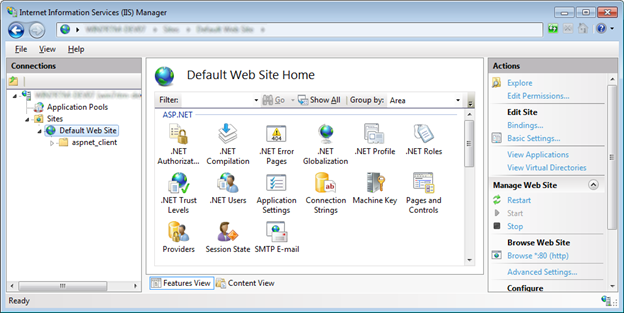 Internet Information Services (IIS) Manager
Sites
Default Web Site
File View Help
Connections
Application Pools
Sites
Default Web Site
aspnet_client
Default Web Site Home
Filter: Go Show All Group by: Area
ASP.NET
.NET Authorizat...
.NET Compilation
.NET Error Pages
.NET Globalization
.NET Profile
.NET Roles
.NET Trust Levels
.NET Users
Application Settings
Connection Strings
Machine Key
Pages and Controls
Providers
Session State
SMTP E-mail
Features View
Content View
Actions
Explore
Edit Permissions...
Edit Site
Bindings...
Basic Settings...
View Applications
View Virtual Directories
Manage Web Site
Restart
Start
Stop
Browse Web Site
Browse *:80 (http)
Advanced Settings...
Configure
Ready